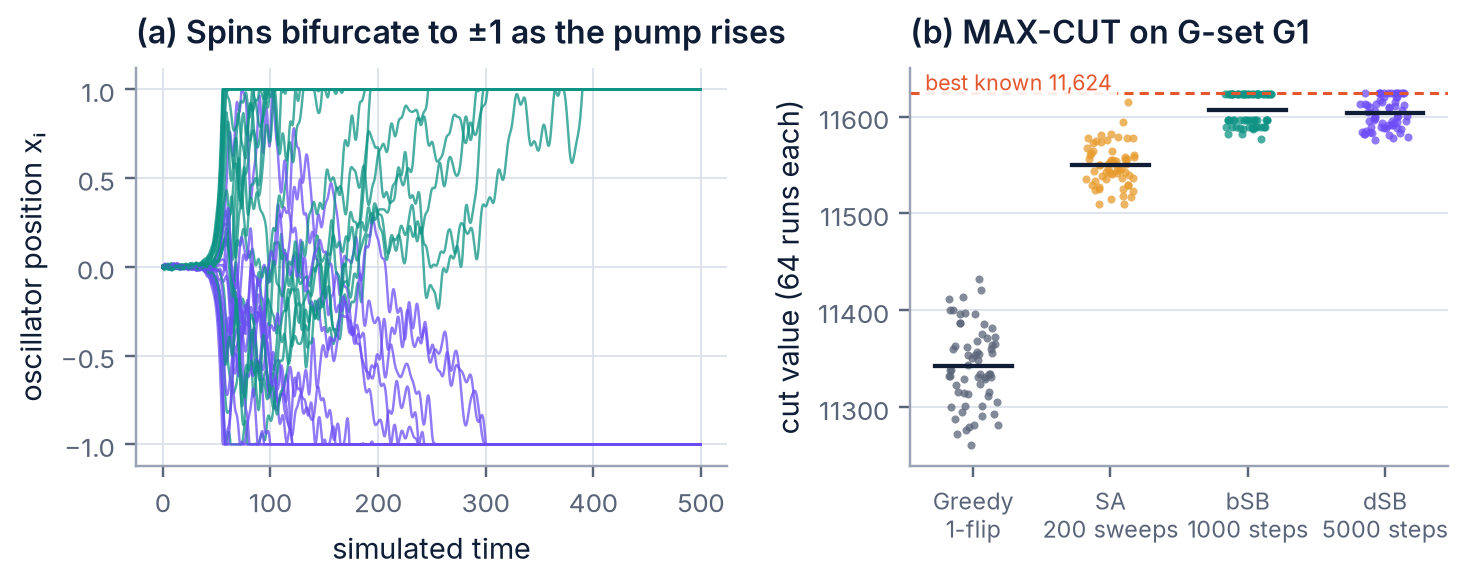 (a) Spins bifurcate to ±1 as the pump rises
oscillator position xᵢ
1.0
0.5
0.0
−0.5
−1.0
0 100 200 300 400 500
simulated time
(b) MAX-CUT on G-set G1
cut value (64 runs each)
best known 11,624
11600
11500
11400
11300
Greedy
1-flip
SA
200 sweeps
bSB
1000 steps
dSB
5000 steps